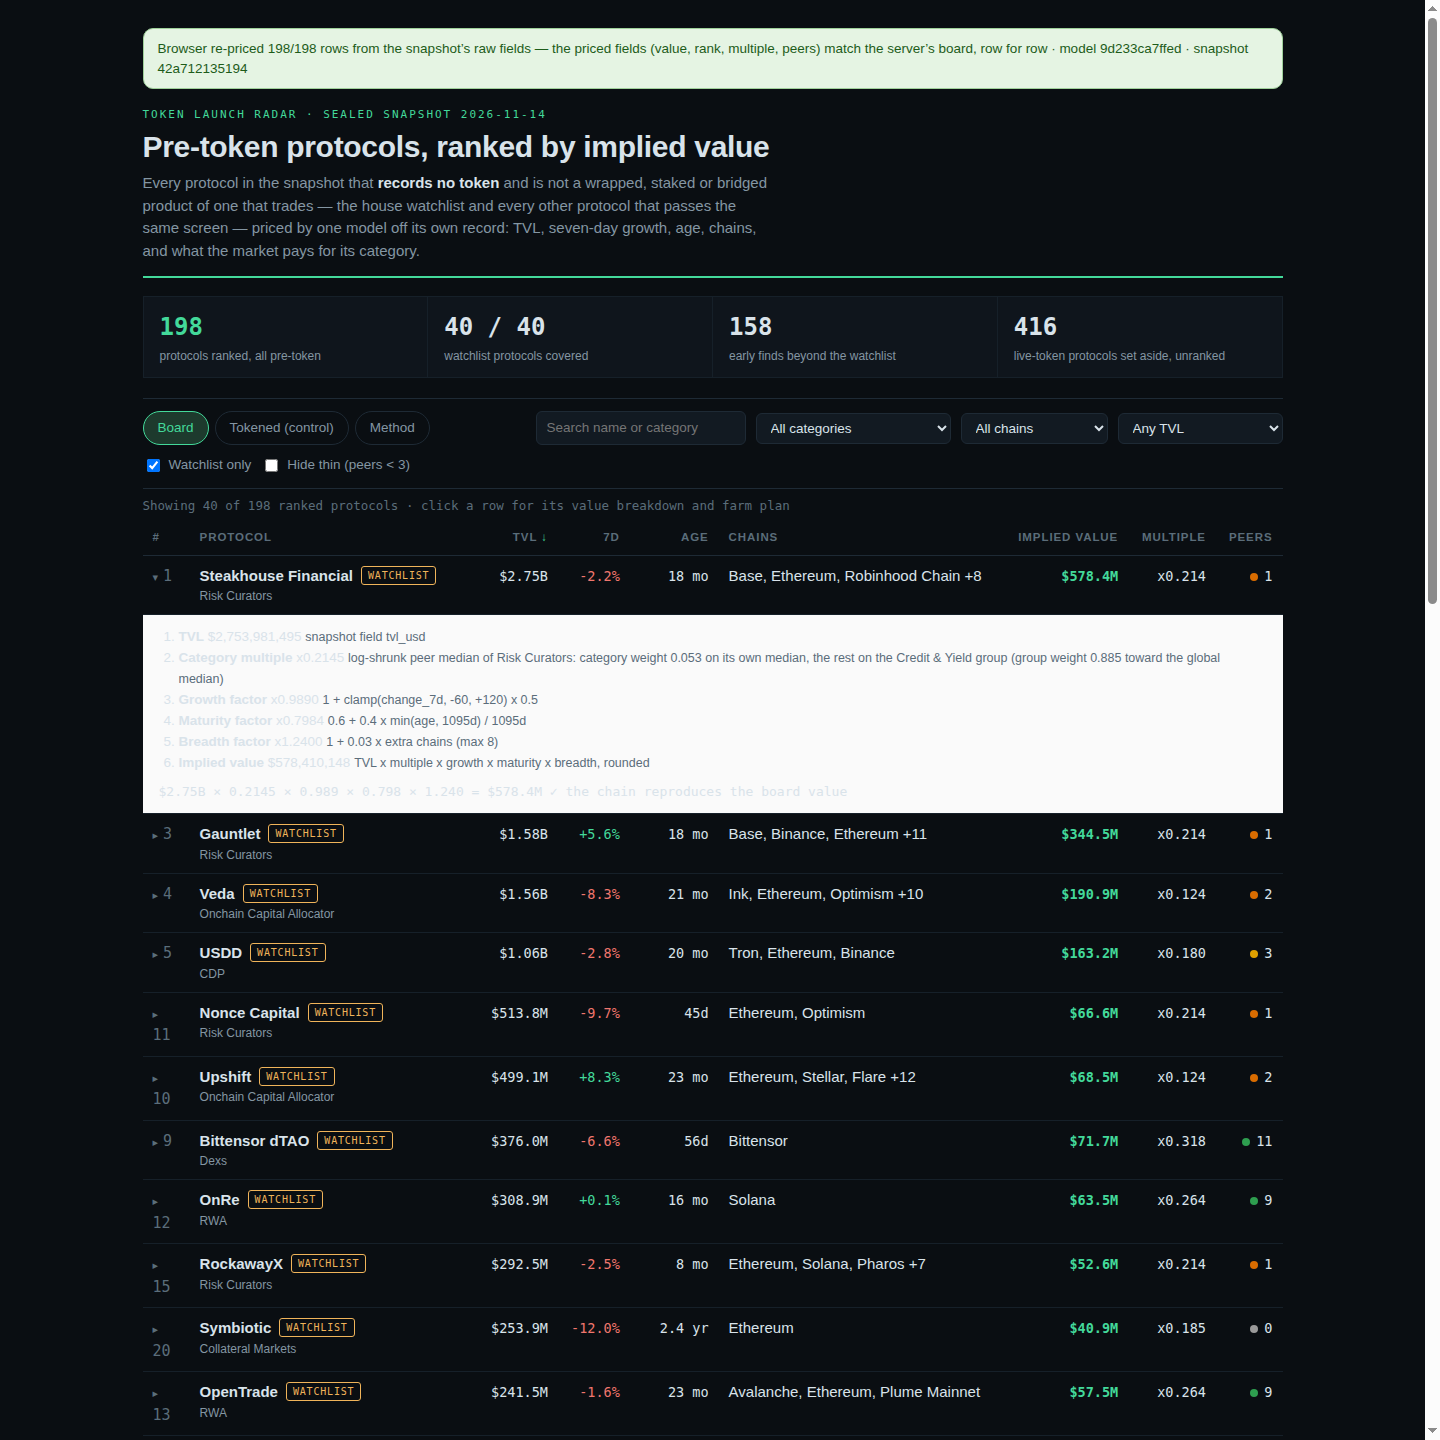 Browser re-priced 198/198 rows from the snapshot's raw fields — the priced fields (value, rank, multiple, peers) match the server's board, row for row · model 9d233ca7ffed · snapshot
42a712135194
TOKEN LAUNCH RADAR · SEALED SNAPSHOT 2026-11-14
Pre-token protocols, ranked by implied value
Every protocol in the snapshot that records no token and is not a wrapped, staked or bridged
product of one that trades — the house watchlist and every other protocol that passes the
same screen — priced by one model off its own record: TVL, seven-day growth, age, chains,
and what the market pays for its category.
198 40 / 40 158 416
protocols ranked, all pre-token watchlist protocols covered early finds beyond the watchlist live-token protocols set aside, unranked
Board Tokened (control) Method Search name or category All categories All chains Any TVL
Watchlist only Hide thin (peers < 3)
Showing 40 of 198 ranked protocols · click a row for its value breakdown and farm plan
# PROTOCOL TVL ↓ 7D AGE CHAINS IMPLIED VALUE MULTIPLE PEERS
▾ 1 Steakhouse Financial WATCHLIST $2.75B -2.2% 18 mo Base, Ethereum, Robinhood Chain +8 $578.4M x0.214 1
Risk Curators
1. TVL $2,753,981,495 snapshot field tvl_usd
2. Category multiple x0.2145 log-shrunk peer median of Risk Curators: category weight 0.053 on its own median, the rest on the Credit & Yield group (group weight 0.885 toward the global
median)
3. Growth factor x0.9890 1 + clamp(change_7d, -60, +120) x 0.5
4. Maturity factor x0.7984 0.6 + 0.4 x min(age, 1095d) / 1095d
5. Breadth factor x1.2400 1 + 0.03 x extra chains (max 8)
6. Implied value $578,410,148 TVL x multiple x growth x maturity x breadth, rounded
$2.75B × 0.2145 × 0.989 × 0.798 × 1.240 = $578.4M ✓ the chain reproduces the board value
▸ 3 Gauntlet WATCHLIST $1.58B +5.6% 18 mo Base, Binance, Ethereum +11 $344.5M x0.214 1
Risk Curators
▸ 4 Veda WATCHLIST $1.56B -8.3% 21 mo Ink, Ethereum, Optimism +10 $190.9M x0.124 2
Onchain Capital Allocator
▸ 5 USDD WATCHLIST $1.06B -2.8% 20 mo Tron, Ethereum, Binance $163.2M x0.180 3
CDP
▸ Nonce Capital WATCHLIST $513.8M -9.7% 45d Ethereum, Optimism $66.6M x0.214 1
11 Risk Curators
▸ Upshift WATCHLIST $499.1M +8.3% 23 mo Ethereum, Stellar, Flare +12 $68.5M x0.124 2
10 Onchain Capital Allocator
▸ 9 Bittensor dTAO WATCHLIST $376.0M -6.6% 56d Bittensor $71.7M x0.318 11
Dexs
▸ OnRe WATCHLIST $308.9M +0.1% 16 mo Solana $63.5M x0.264 9
12 RWA
▸ RockawayX WATCHLIST $292.5M -2.5% 8 mo Ethereum, Solana, Pharos +7 $52.6M x0.214 1
15 Risk Curators
▸ Symbiotic WATCHLIST $253.9M -12.0% 2.4 yr Ethereum $40.9M x0.185 0
20 Collateral Markets
▸ OpenTrade WATCHLIST $241.5M -1.6% 23 mo Avalanche, Ethereum, Plume Mainnet $57.5M x0.264 9
13 RWA